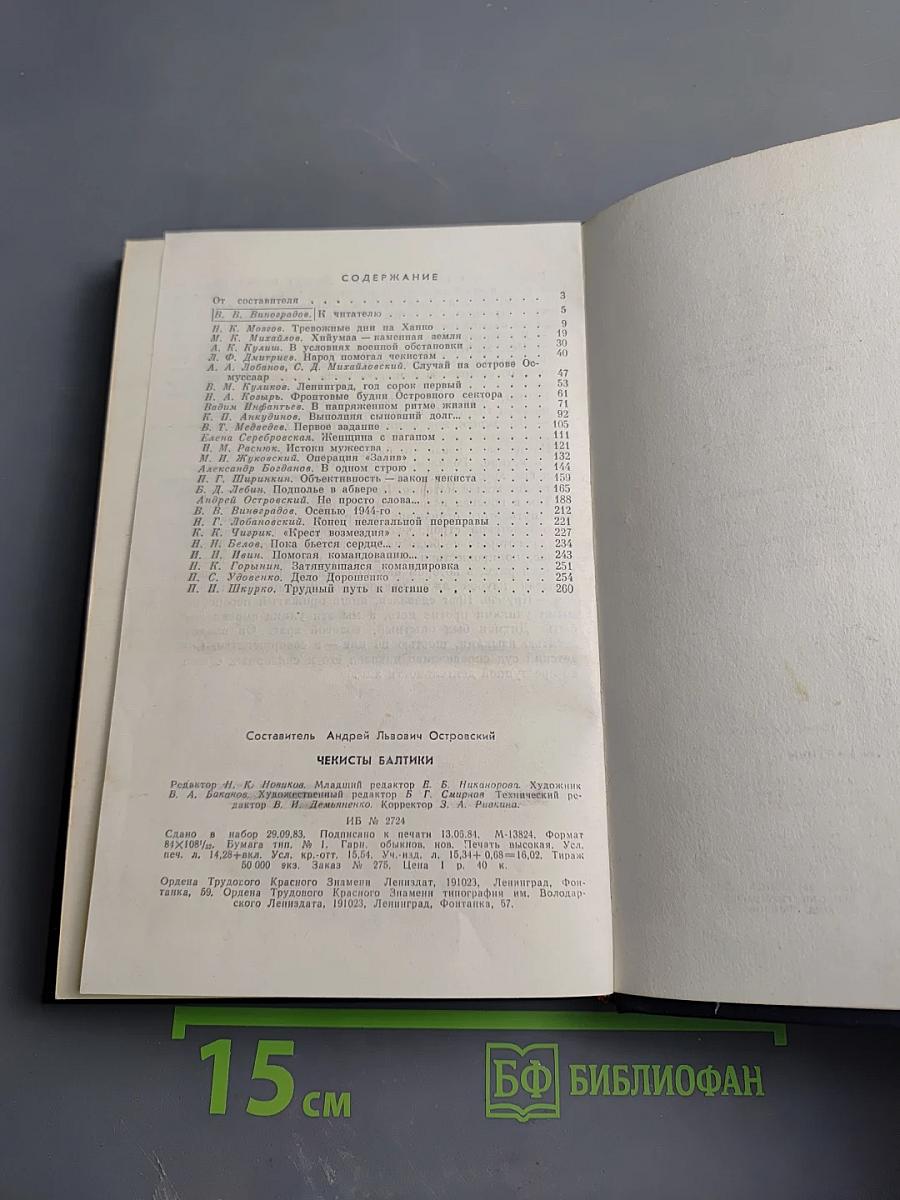 СОДЕРЖАНИЕ
От составителя . . . . . . . . . . . . . . . . 3
В. В. Виноградов. К читателю . . . . . . . . . . . 5
Н. К. Мозгов. Тревожные дни на Ханко . . . . . . . . 9
М. К. Михайлов. Хийумаа — каменная земля . . . . . . 19
А. К. Кулиш. В условиях военной обстановки . . . . . . 30
Л. Ф. Дмитриев. Народ помогал чекистам . . . . . . . 40
А. А. Лобанов, С. Д. Михайловский. Случай на острове Ос-
муссаар . . . . . . . . . . . . . . . . 47
В. М. Куликов. Ленинград, год сорок первый . . . . . . 53
Н. А. Козырь. Фронтовые будни Островного сектора . . . . 61
Вадим Инфантьев. В напряженном ритме жизни . . . . . 71
К. П. Анкудинов. Выполняя сыновний долг... . . . . . . 92
В. Т. Медведев. Первое задание . . . . . . . . . . 105
Елена Серебровская. Женщина с наганом . . . . . . . 111
И. М. Распюк. Истоки мужества . . . . . . . . . . 121
М. И. Жуковский. Операция «Залив» . . . . . . . . . 132
Александр Богданов. В одном строю . . . . . . . . . 144
П. Г. Ширинкин. Объективность — закон чекиста . . . . . 159
Б. Д. Лебин. Подполье в абвере . . . . . . . . . . 165
Андрей Островский. Не просто слова... . . . . . . . . 188
В. В. Виноградов. Осенью 1944-го . . . . . . . . . 212
Н. Г. Лобановский. Конец нелегальной переправы . . . . 221
К. К. Чигрик. «Крест возмездия» . . . . . . . . . . 227
Н. Н. Белов. Пока бьется сердце... . . . . . . . . . 234
И. Н. Ивин. Помогая командованию... . . . . . . . . 243
И. К. Горынин. Затянувшаяся командировка . . . . . . 251
П. С. Удовенко. Дело Дорошенко . . . . . . . . . . 254
П. И. Шкурко. Трудный путь к истине . . . . . . . . 260
Составитель Андрей Львович Островский
ЧЕКИСТЫ БАЛТИКИ
Редактор Н. К. Новиков. Младший редактор Е. Б. Никанорова. Художник
В. А. Баканов. Художественный редактор Б. Г. Смирнов Технический ре-
дактор В. И. Демьяненко. Корректор З. А. Ривкина.
ИБ № 2724
Сдано в набор 29.09.83. Подписано к печати 13.06.84. М-13824. Формат
84×108¹/₃₂. Бумага тип. № 1. Гарн. обыкнов. нов. Печать высокая. Усл.
печ. л. 14,28+вкл. Усл. кр.-отт. 15,54. Уч.-изд. л. 15,34+0,68=16,02. Тираж
50 000 экз. Заказ № 275. Цена 1 р. 40 к.
Ордена Трудового Красного Знамени Лениздат, 191023, Ленинград, Фон-
танка, 59. Ордена Трудового Красного Знамени типография им. Володар-
ского Лениздата, 191023, Ленинград, Фонтанка, 57.
15 см
БФ БИБЛИОФАН